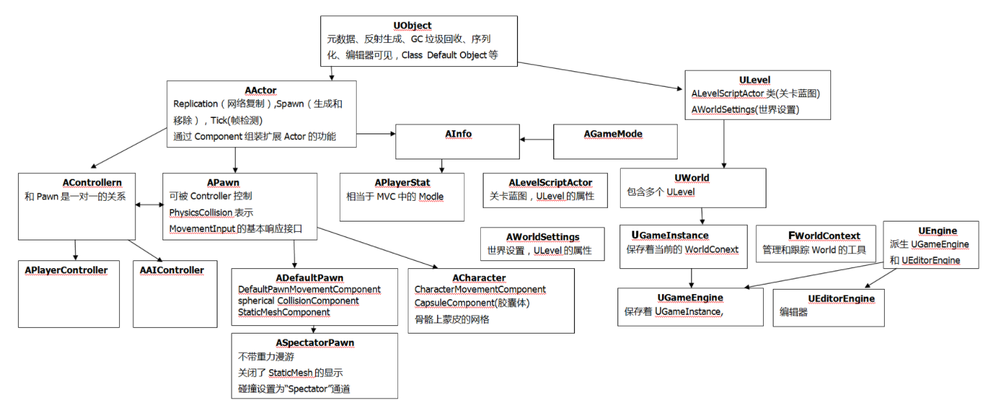 UObject
元数据、反射生成、GC 垃圾回收、序列
化、编辑器可见，Class Default Object 等
AActor
Replication（网络复制）,Spawn（生成和
移除），Tick(帧检测)
通过 Component 组装扩展 Actor 的功能
ULevel
ALevelScriptActor 类(关卡蓝图)
AWorldSettings(世界设置)
AInfo
AGameMode
AControllern
和 Pawn 是一对一的关系
APawn
可被 Controller 控制
PhysicsCollision 表示
MovementInput 的基本响应接口
APlayerStat
相当于 MVC 中的 Modle
ALevelScriptActor
关卡蓝图，ULevel 的属性
UWorld
包含多个 ULevel
AWorldSettings
世界设置，ULevel 的属性
UGameInstance
保存着当前的 WorldConext
FWorldContext
管理和跟踪 World 的工具
UEngine
派生 UGameEngine
和 UEditorEngine
APlayerController
AAIController
ADefaultPawn
DefaultPawnMovementComponent
spherical CollisionComponent
StaticMeshComponent
ACharacter
CharacterMovementComponent
CapsuleComponent(胶囊体)
骨骼上蒙皮的网格
UGameEngine
保存着 UGameInstance,
UEditorEngine
编辑器
ASpectatorPawn
不带重力漫游
关闭了 StaticMesh 的显示
碰撞设置为“Spectator”通道